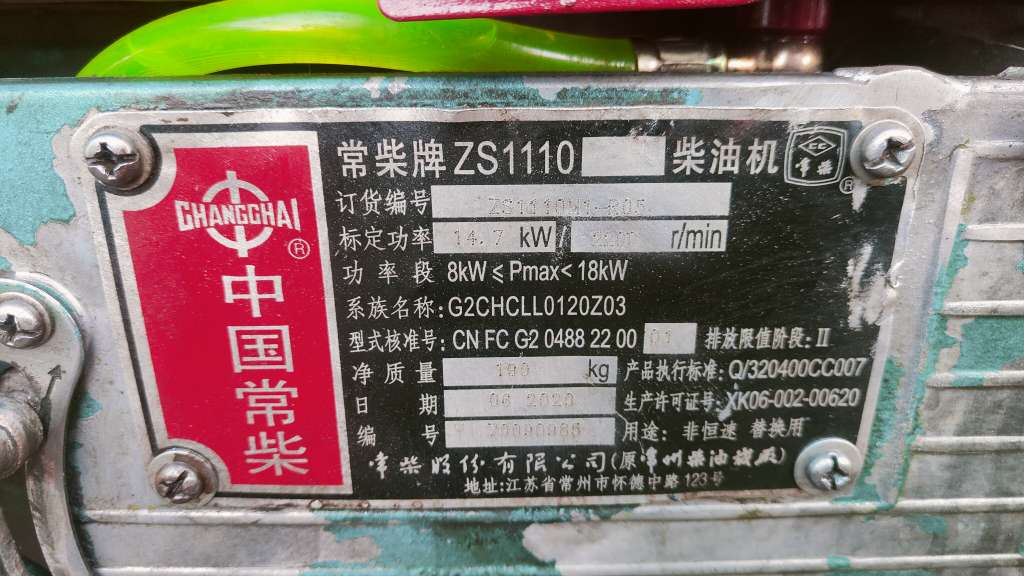 CHANGCHAI
®
中国常柴
常柴牌 ZS1110 柴油机
CC
常柴
®
订货编号
标定功率 14.7 kW/ r/min
功率段 8kW ≤ Pmax< 18kW
系族名称: G2CHCLL0120Z03
型式核准号: CN FC G2 0488 22 00 01 排放限值阶段: II
净质量 190 kg 产品执行标准: Q/320400CC007
日期 06 2020 生产许可证号: XK06-002-00620
编号 用途: 非恒速 替换用
常柴股份有限公司(原常州柴油机厂)
地址:江苏省常州市怀德中路 123号